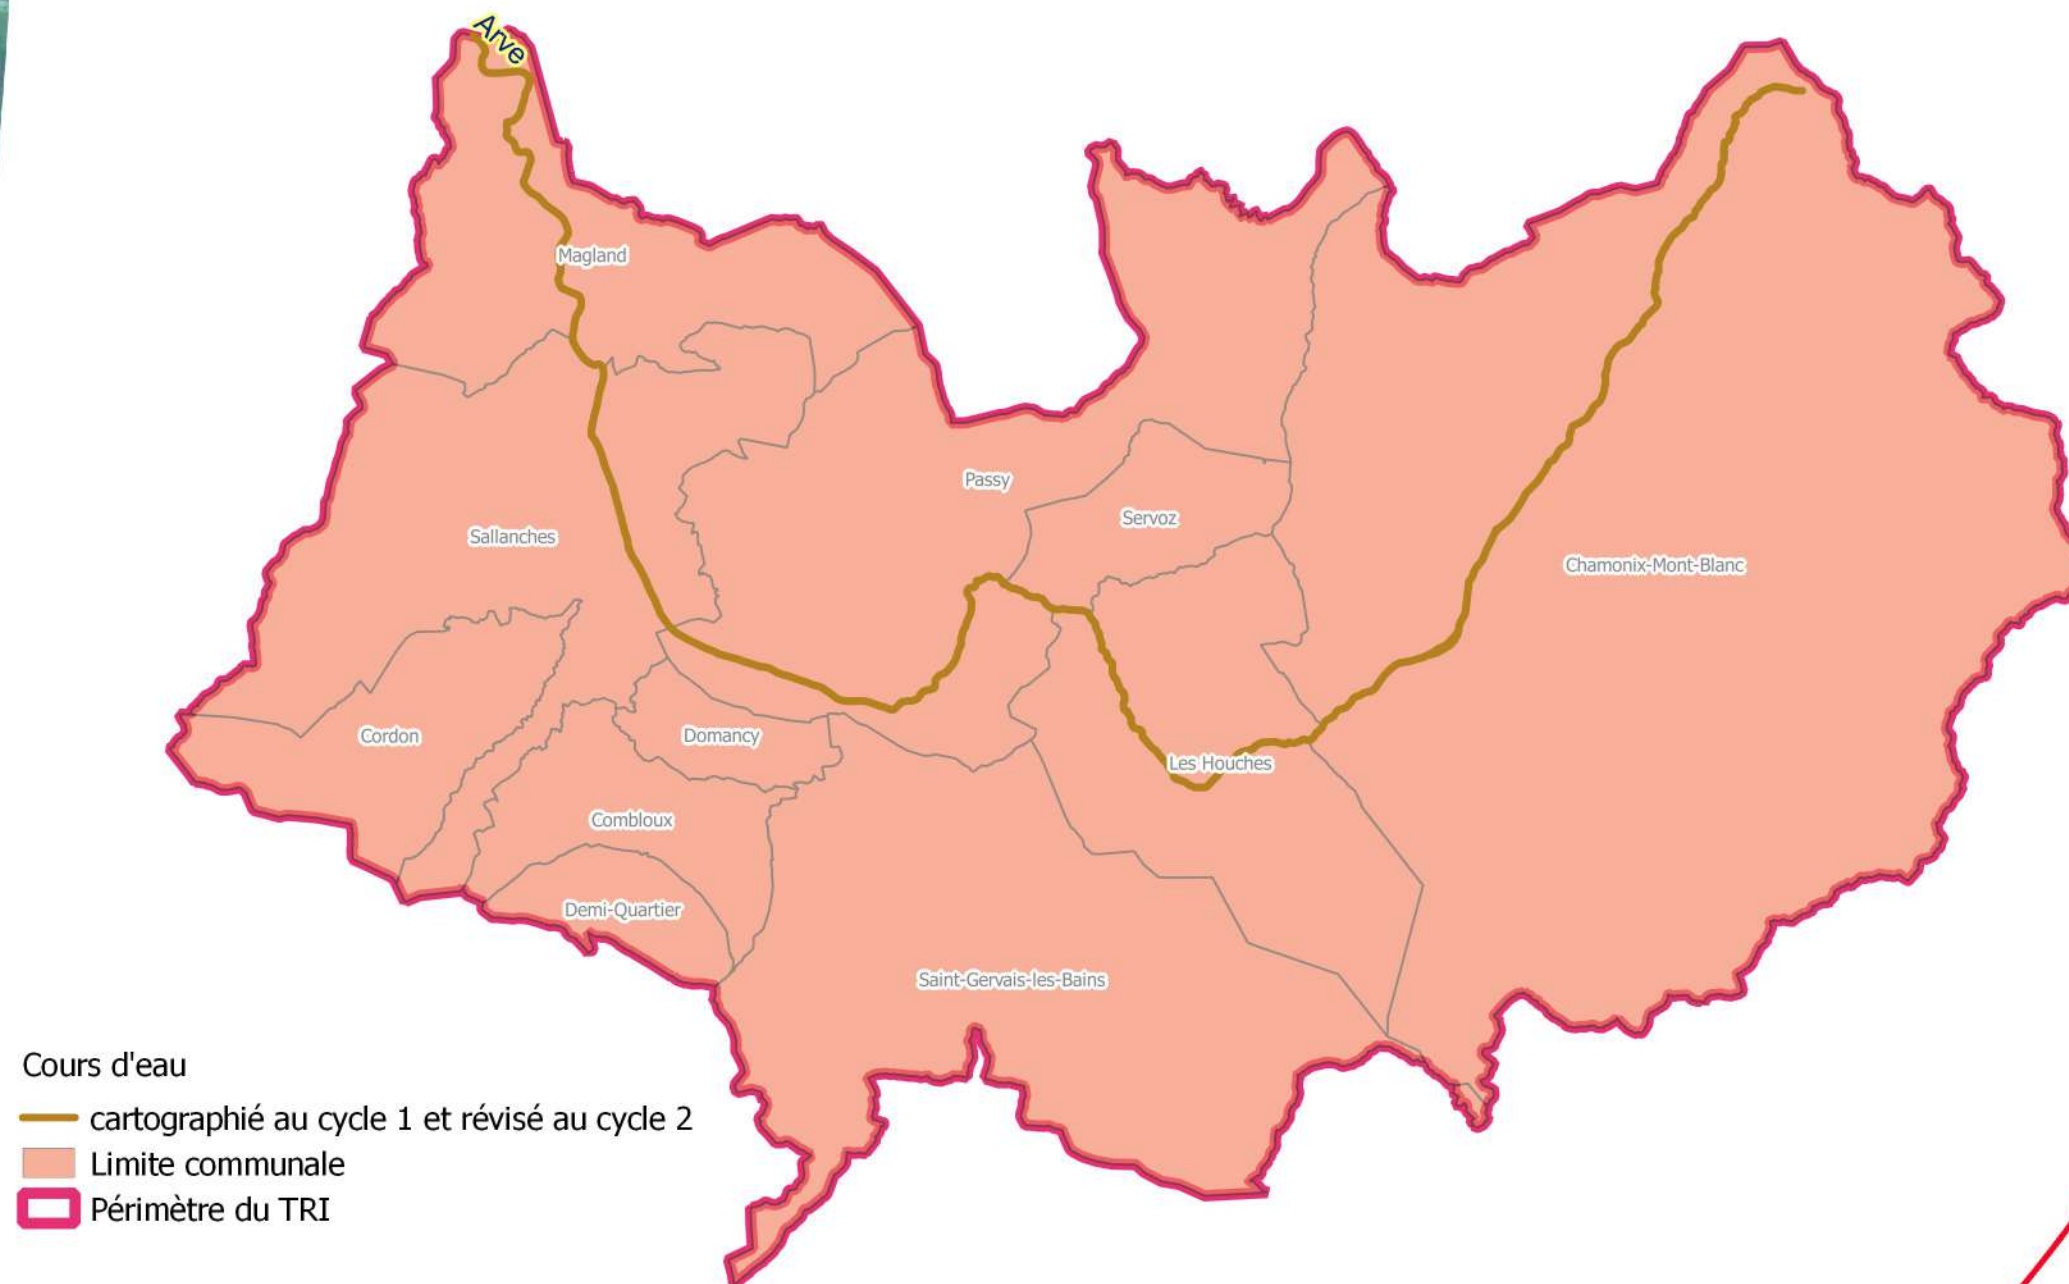 Arve
Magland
Passy
Servoz
Sallanches
Chamonix-Mont-Blanc
Cordon
Domancy
Les Houches
Combloux
Demi-Quartier
Saint-Gervais-les-Bains
Cours d'eau
cartographié au cycle 1 et révisé au cycle 2
Limite communale
Périmètre du TRI